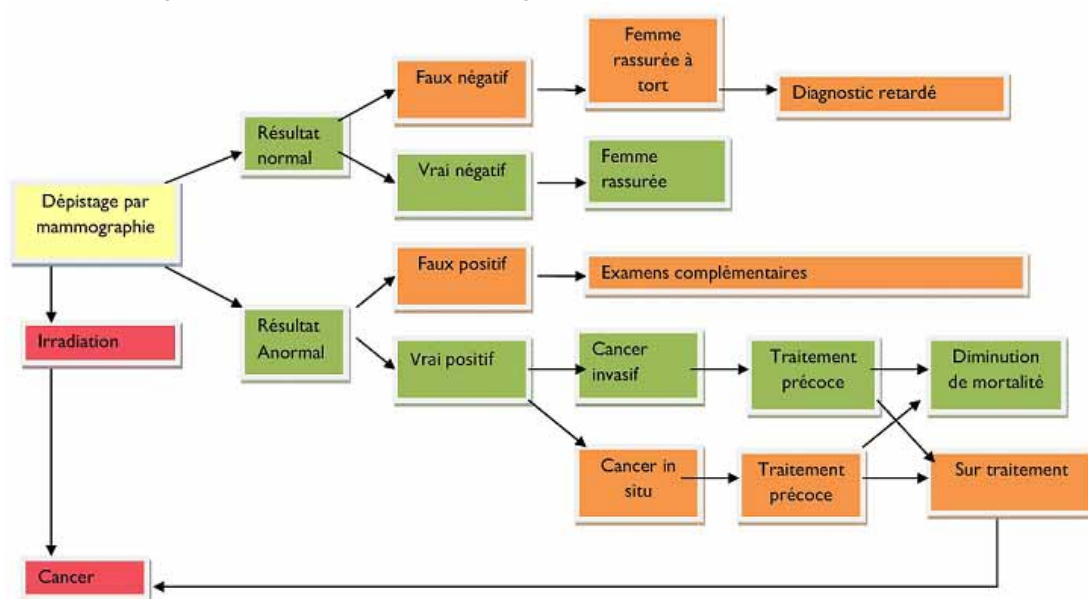 Femme
rassurée à
tort
Faux négatif
Diagnostic retardé
Résultat
normal
Vrai négatif
Femme
rassurée
Dépistage par
mammographie
Faux positif
Examens complémentaires
Irradiation
Résultat
Anormal
Vrai positif
Cancer
invasif
Traitement
précoce
Diminution
de mortalité
Cancer in
situ
Traitement
précoce
Sur traitement
Cancer